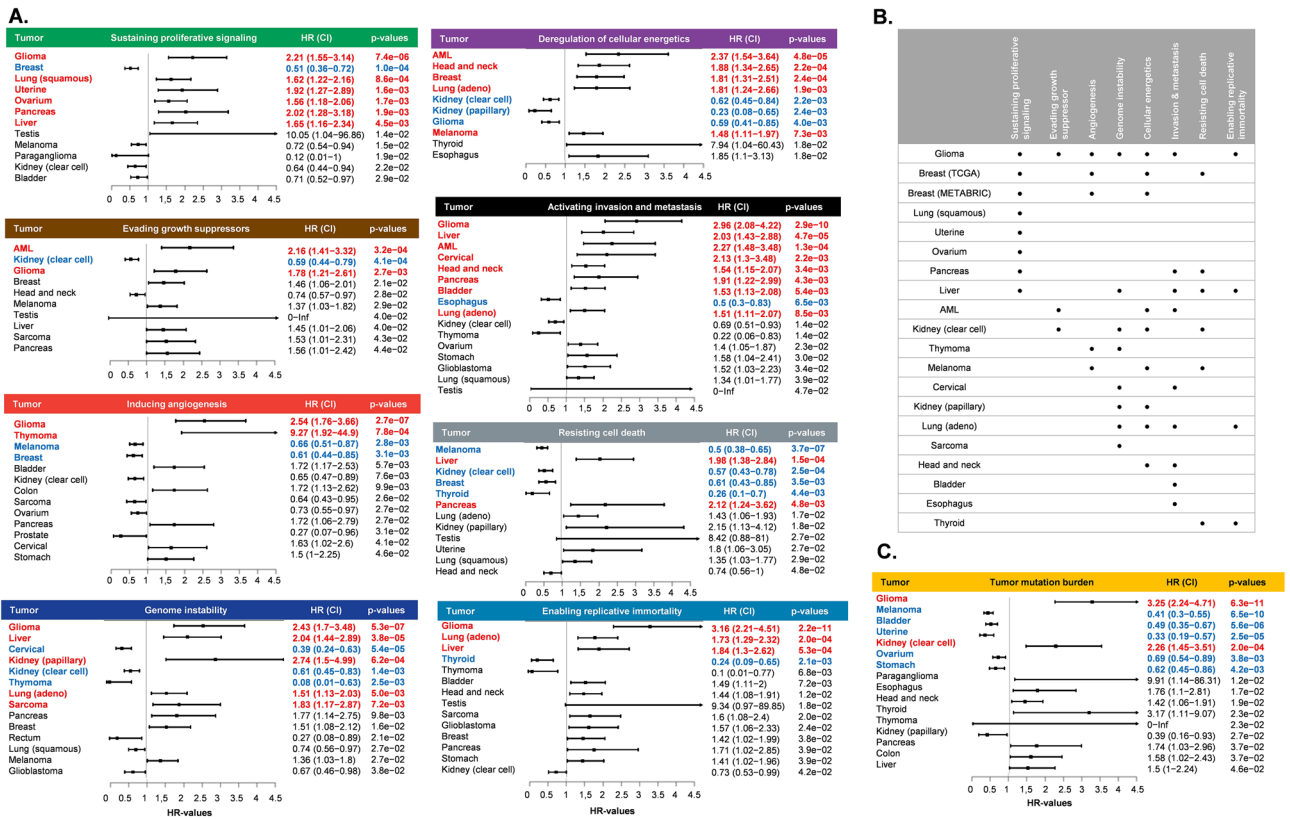 A.
Tumor Sustaining proliferative signaling HR (CI) p-values
Glioma 2.21 (1.55–3.14) 7.4e−06
Breast 0.51 (0.36–0.72) 1.0e−04
Lung (squamous) 1.62 (1.22–2.16) 8.6e−04
Uterine 1.92 (1.27–2.89) 1.6e−03
Ovarium 1.56 (1.18–2.06) 1.7e−03
Pancreas 2.02 (1.28–3.18) 1.9e−03
Liver 1.65 (1.16–2.34) 4.5e−03
Testis 10.05 (1.04–96.86) 1.4e−02
Melanoma 0.72 (0.54–0.94) 1.5e−02
Paraganglioma 0.12 (0.01–1) 1.9e−02
Kidney (clear cell) 0.64 (0.44–0.94) 2.2e−02
Bladder 0.71 (0.52–0.97) 2.9e−02
0 0.5 1 1.5 2 2.5 3 3.5 4.5
Tumor Evading growth suppressors HR (CI) p-values
AML 2.16 (1.41–3.32) 3.2e−04
Kidney (clear cell) 0.59 (0.44–0.79) 4.1e−04
Glioma 1.78 (1.21–2.61) 2.7e−03
Breast 1.46 (1.06–2.01) 2.1e−02
Head and neck 0.74 (0.57–0.97) 2.8e−02
Melanoma 1.37 (1.03–1.82) 2.9e−02
Testis 0–Inf 4.0e−02
Liver 1.45 (1.01–2.06) 4.0e−02
Sarcoma 1.53 (1.01–2.31) 4.3e−02
Pancreas 1.56 (1.01–2.42) 4.4e−02
0 0.5 1 1.5 2 2.5 3 3.5 4.5
Tumor Inducing angiogenesis HR (CI) p-values
Glioma 2.54 (1.76–3.66) 2.7e−07
Thymoma 9.27 (1.92–44.9) 7.8e−04
Melanoma 0.66 (0.51–0.87) 2.8e−03
Breast 0.61 (0.44–0.85) 3.1e−03
Bladder 1.72 (1.17–2.53) 5.7e−03
Kidney (clear cell) 0.65 (0.47–0.89) 7.6e−03
Colon 1.72 (1.13–2.62) 9.9e−03
Sarcoma 0.64 (0.43–0.95) 2.6e−02
Ovarium 0.73 (0.55–0.97) 2.7e−02
Pancreas 1.72 (1.06–2.79) 2.7e−02
Prostate 0.27 (0.07–0.96) 3.1e−02
Cervical 1.63 (1.02–2.6) 4.1e−02
Stomach 1.5 (1–2.25) 4.6e−02
0 0.5 1 1.5 2 2.5 3 3.5 4.5
Tumor Genome instability HR (CI) p-values
Glioma 2.43 (1.7–3.48) 5.3e−07
Liver 2.04 (1.44–2.89) 3.8e−05
Cervical 0.39 (0.24–0.63) 5.4e−05
Kidney (papillary) 2.74 (1.5–4.99) 6.2e−04
Kidney (clear cell) 0.61 (0.45–0.83) 1.4e−03
Thymoma 0.08 (0.01–0.63) 2.5e−03
Lung (adeno) 1.51 (1.13–2.03) 5.0e−03
Sarcoma 1.83 (1.17–2.87) 7.2e−03
Pancreas 1.77 (1.14–2.75) 9.8e−03
Breast 1.51 (1.08–2.12) 1.6e−02
Rectum 0.27 (0.08–0.89) 2.1e−02
Lung (squamous) 0.74 (0.56–0.97) 2.7e−02
Melanoma 1.36 (1.03–1.8) 2.7e−02
Glioblastoma 0.67 (0.46–0.98) 3.8e−02
0 0.5 1 1.5 2 2.5 3 3.5 4.5
HR-values
Tumor Deregulation of cellular energetics HR (CI) p-values
AML 2.37 (1.54–3.64) 4.8e−05
Head and neck 1.88 (1.34–2.65) 2.2e−04
Breast 1.81 (1.31–2.51) 2.4e−04
Lung (adeno) 1.81 (1.24–2.66) 1.9e−03
Kidney (clear cell) 0.62 (0.45–0.84) 2.2e−03
Kidney (papillary) 0.23 (0.08–0.65) 2.4e−03
Glioma 0.59 (0.41–0.85) 4.0e−03
Melanoma 1.48 (1.11–1.97) 7.3e−03
Thyroid 7.94 (1.04–60.43) 1.8e−02
Esophagus 1.85 (1.1–3.13) 1.8e−02
0 0.5 1 1.5 2 2.5 3 3.5 4.5
Tumor Activating invasion and metastasis HR (CI) p-values
Glioma 2.96 (2.08–4.22) 2.9e−10
Liver 2.03 (1.43–2.88) 4.7e−05
AML 2.27 (1.48–3.48) 1.3e−04
Cervical 2.13 (1.3–3.48) 2.2e−03
Head and neck 1.54 (1.15–2.07) 3.4e−03
Pancreas 1.91 (1.22–2.99) 4.3e−03
Bladder 1.53 (1.13–2.08) 5.4e−03
Esophagus 0.5 (0.3–0.83) 6.5e−03
Lung (adeno) 1.51 (1.11–2.07) 8.5e−03
Kidney (clear cell) 0.69 (0.51–0.93) 1.4e−02
Thymoma 0.22 (0.06–0.83) 1.4e−02
Ovarium 1.4 (1.05–1.87) 2.3e−02
Stomach 1.58 (1.04–2.41) 3.0e−02
Glioblastoma 1.52 (1.03–2.23) 3.4e−02
Lung (squamous) 1.34 (1.01–1.77) 3.9e−02
Testis 0–Inf 4.7e−02
0 0.5 1 1.5 2 2.5 3 3.5 4.5
Tumor Resisting cell death HR (CI) p-values
Melanoma 0.5 (0.38–0.65) 3.7e−07
Liver 1.98 (1.38–2.84) 1.5e−04
Kidney (clear cell) 0.57 (0.43–0.78) 2.5e−04
Breast 0.61 (0.43–0.85) 3.5e−03
Thyroid 0.26 (0.1–0.7) 4.4e−03
Pancreas 2.12 (1.24–3.62) 4.8e−03
Lung (adeno) 1.43 (1.06–1.93) 1.7e−02
Kidney (papillary) 2.15 (1.13–4.12) 1.8e−02
Testis 8.42 (0.88–81) 2.7e−02
Uterine 1.8 (1.06–3.05) 2.7e−02
Lung (squamous) 1.35 (1.03–1.77) 2.9e−02
Head and neck 0.74 (0.56–1) 4.8e−02
0 0.5 1 1.5 2 2.5 3 3.5 4.5
Tumor Enabling replicative immortality HR (CI) p-values
Glioma 3.16 (2.21–4.51) 2.2e−11
Lung (adeno) 1.73 (1.29–2.32) 2.0e−04
Liver 1.84 (1.3–2.62) 5.3e−04
Thyroid 0.24 (0.09–0.65) 2.1e−03
Thymoma 0.1 (0.01–0.77) 6.8e−03
Bladder 1.49 (1.11–2) 7.2e−03
Head and neck 1.44 (1.08–1.91) 1.2e−02
Testis 9.34 (0.97–89.85) 1.8e−02
Sarcoma 1.6 (1.08–2.4) 2.0e−02
Glioblastoma 1.57 (1.06–2.33) 2.4e−02
Breast 1.42 (1.02–1.99) 3.8e−02
Pancreas 1.71 (1.02–2.85) 3.9e−02
Stomach 1.41 (1.02–1.96) 3.9e−02
Kidney (clear cell) 0.73 (0.53–0.99) 4.2e−02
0 0.5 1 1.5 2 2.5 3 3.5 4.5
HR-values
B.
Sustaining proliferative signaling
Evading growth suppressor
Angiogenesis
Genome instability
Cellular energetics
Invasion & metastasis
Resisting cell death
Enabling replicative immortality
Glioma
Breast (TCGA)
Breast (METABRIC)
Lung (squamous)
Uterine
Ovarium
Pancreas
Liver
AML
Kidney (clear cell)
Thymoma
Melanoma
Cervical
Kidney (papillary)
Lung (adeno)
Sarcoma
Head and neck
Bladder
Esophagus
Thyroid
C.
Tumor Tumor mutation burden HR (CI) p-values
Glioma 3.25 (2.24–4.71) 6.3e−11
Melanoma 0.41 (0.3–0.55) 6.5e−10
Bladder 0.49 (0.35–0.67) 5.6e−06
Uterine 0.33 (0.19–0.57) 2.5e−05
Kidney (clear cell) 2.26 (1.45–3.51) 2.0e−04
Ovarium 0.69 (0.54–0.89) 3.8e−03
Stomach 0.62 (0.45–0.86) 4.2e−03
Paraganglioma 9.91 (1.14–86.31) 1.2e−02
Esophagus 1.76 (1.1–2.81) 1.7e−02
Head and neck 1.42 (1.06–1.91) 1.9e−02
Thyroid 3.17 (1.11–9.07) 2.3e−02
Thymoma 0–Inf 2.3e−02
Kidney (papillary) 0.39 (0.16–0.93) 2.7e−02
Pancreas 1.74 (1.03–2.96) 3.7e−02
Colon 1.58 (1.02–2.43) 3.7e−02
Liver 1.5 (1–2.24) 4.6e−02
0 0.5 1 1.5 2 2.5 3 3.5 4.5
HR-values